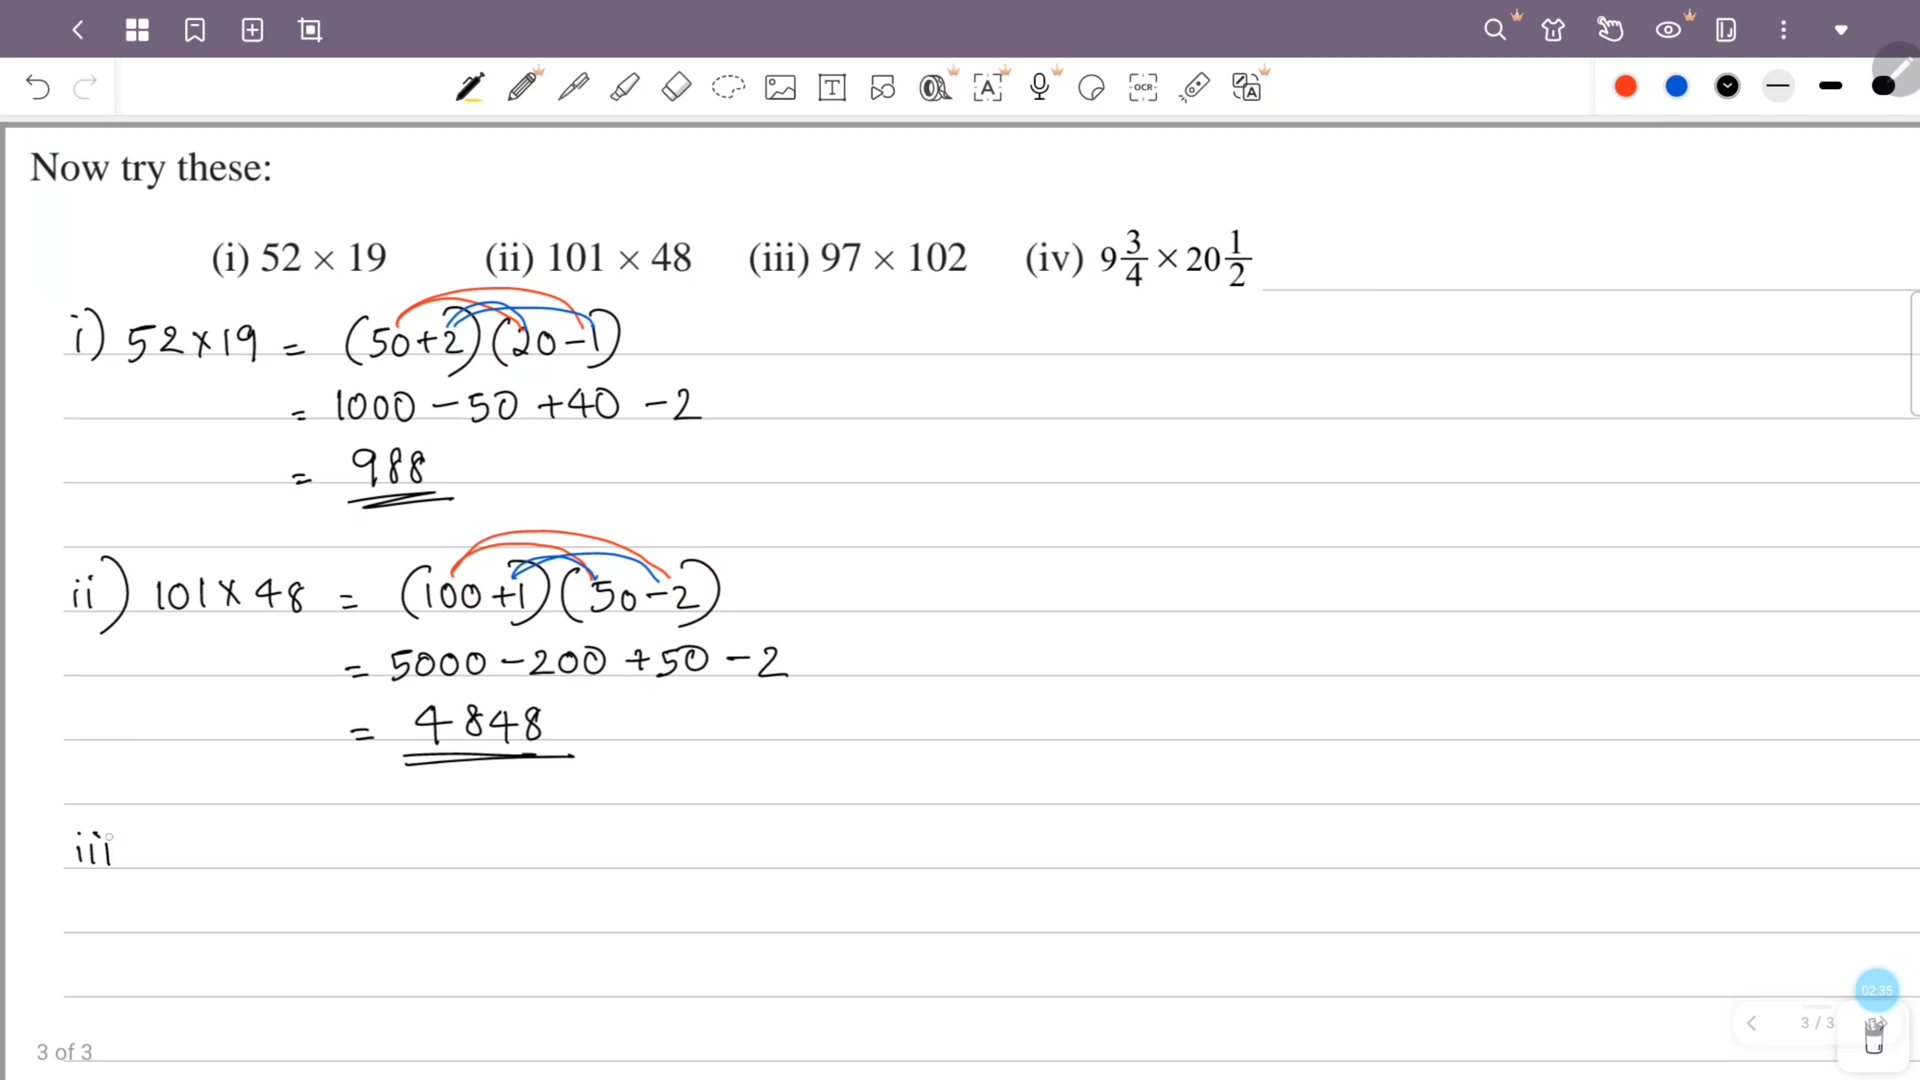 Now try these:
(i) 52 × 19 (ii) 101 × 48 (iii) 97 × 102 (iv) 9 3/4 × 20 1/2
i) 52 × 19 = (50+2)(20-1)
= 1000 - 50 + 40 - 2
= 988
ii) 101 × 48 = (100+1)(50-2)
= 5000 - 200 + 50 - 2
= 4848
iii
02:35
3 / 3
3 of 3